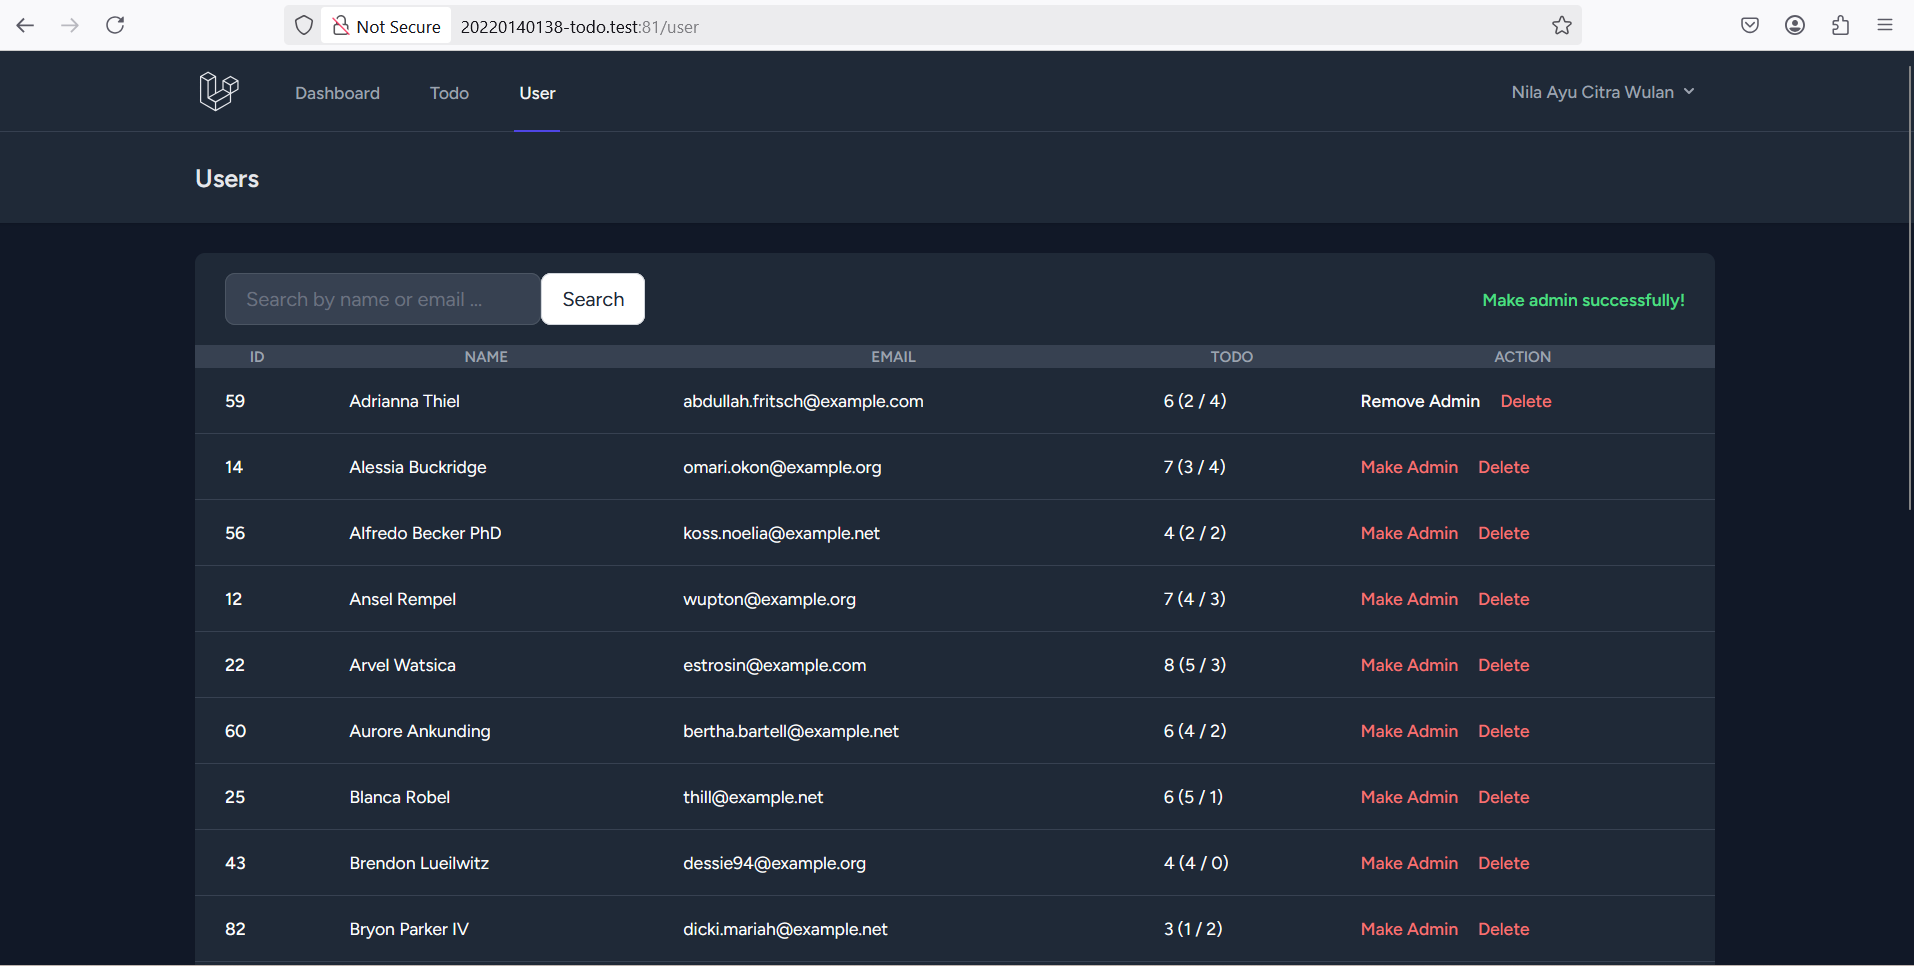 Not Secure 20220140138-todo.test:81/user
Dashboard Todo User Nila Ayu Citra Wulan
Users
Search by name or email ... Search Make admin successfully!
ID NAME EMAIL TODO ACTION
59 Adrianna Thiel abdullah.fritsch@example.com 6 (2 / 4) Remove Admin Delete
14 Alessia Buckridge omari.okon@example.org 7 (3 / 4) Make Admin Delete
56 Alfredo Becker PhD koss.noelia@example.net 4 (2 / 2) Make Admin Delete
12 Ansel Rempel wupton@example.org 7 (4 / 3) Make Admin Delete
22 Arvel Watsica estrosin@example.com 8 (5 / 3) Make Admin Delete
60 Aurore Ankunding bertha.bartell@example.net 6 (4 / 2) Make Admin Delete
25 Blanca Robel thill@example.net 6 (5 / 1) Make Admin Delete
43 Brendon Lueilwitz dessie94@example.org 4 (4 / 0) Make Admin Delete
82 Bryon Parker IV dicki.mariah@example.net 3 (1 / 2) Make Admin Delete